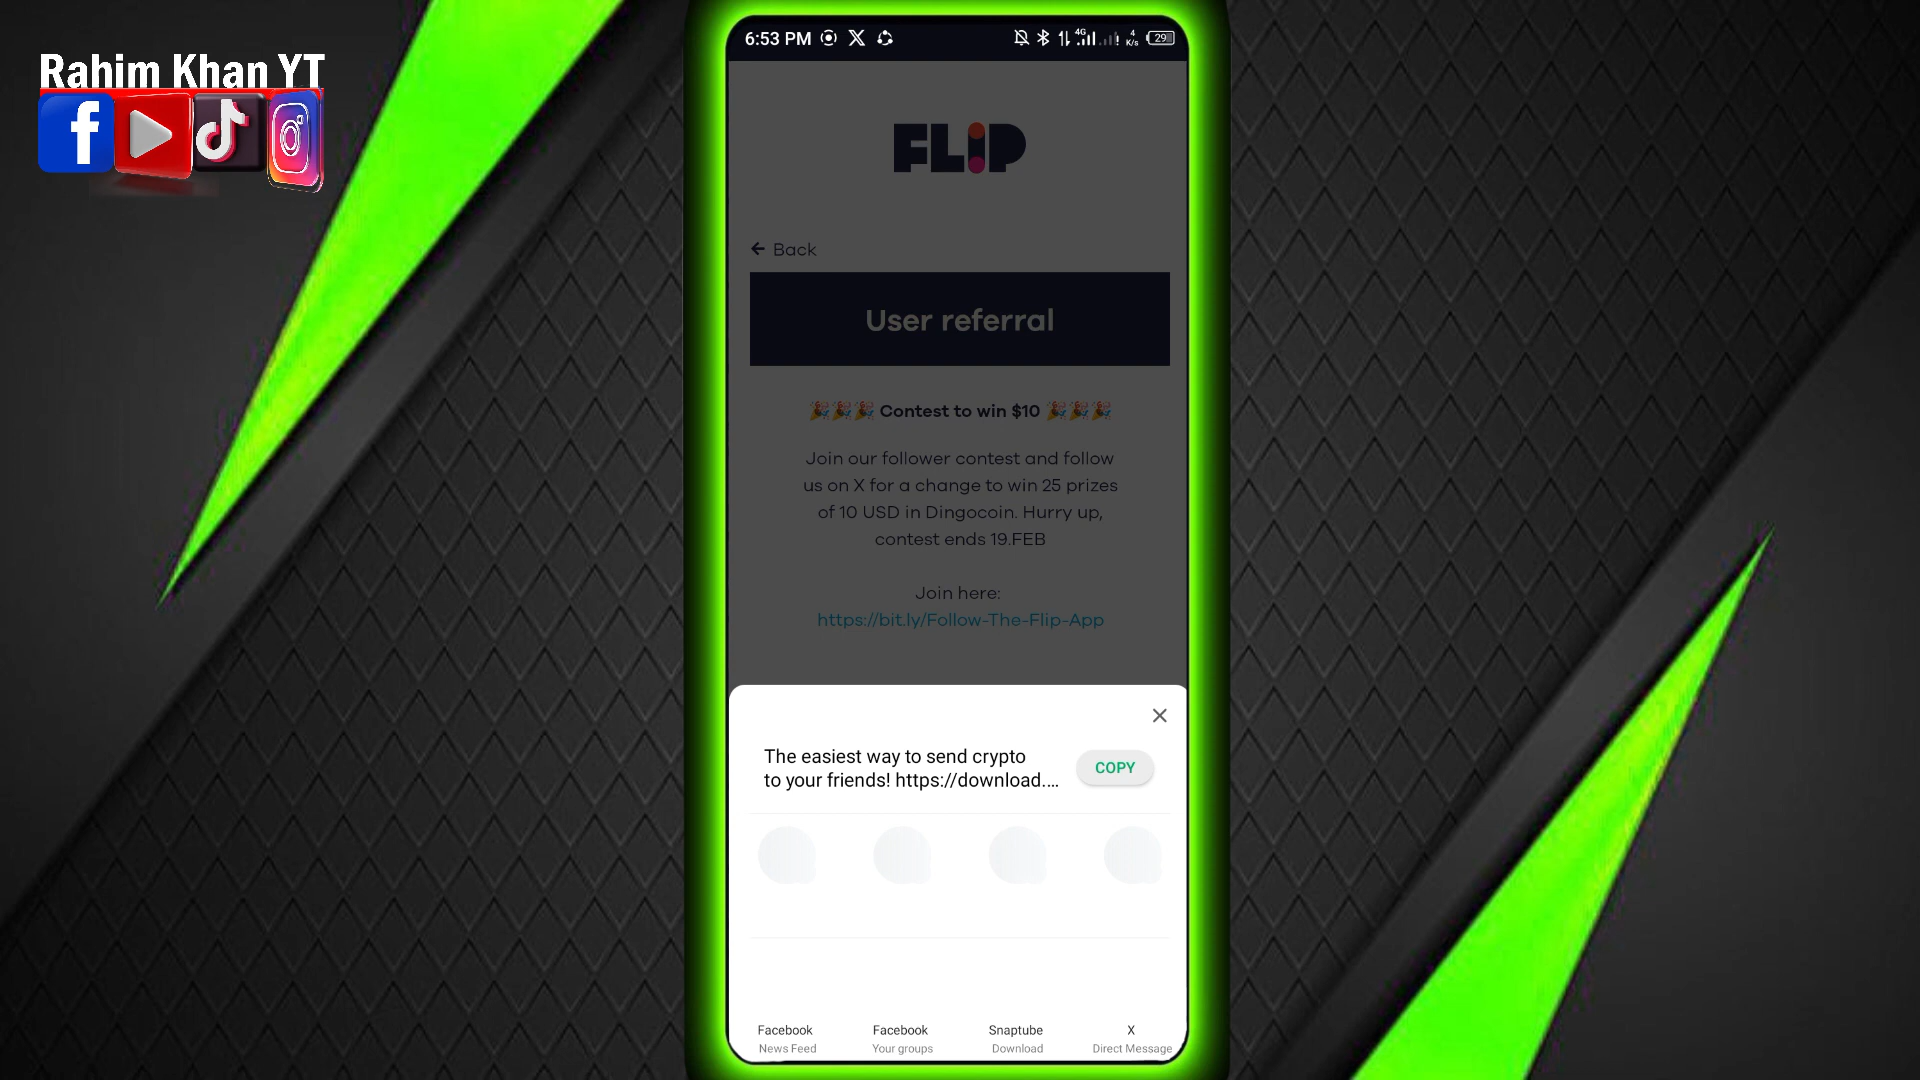 Rahim Khan YT
6:53 PM
4G
4
K/s
29
FLIP
Back
User referral
🎉🎉🎉 Contest to win $10 🎉🎉🎉
Join our follower contest and follow
us on X for a change to win 25 prizes
of 10 USD in Dingocoin. Hurry up,
contest ends 19.FEB
Join here:
https://bit.ly/Follow-The-Flip-App
The easiest way to send crypto
to your friends! https://download....
COPY
Facebook Facebook Snaptube X
News Feed Your groups Download Direct Message